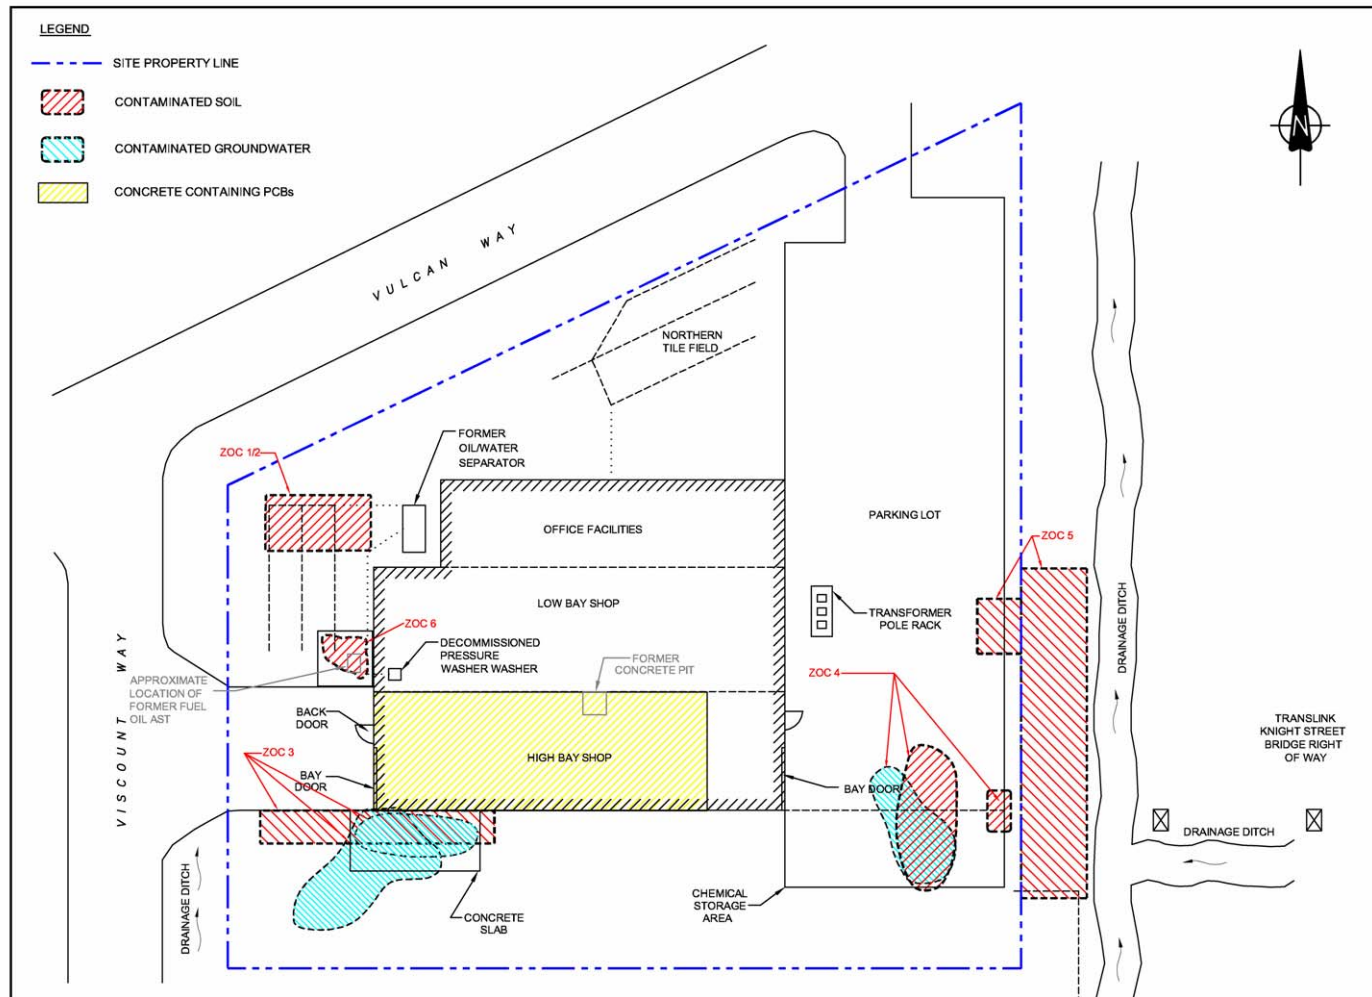 LEGEND
SITE PROPERTY LINE
CONTAMINATED SOIL
CONTAMINATED GROUNDWATER
CONCRETE CONTAINING PCBs
N
VULCAN WAY
NORTHERN
TILE FIELD
FORMER
OIL/WATER
SEPARATOR
ZOC 1/2
OFFICE FACILITIES
PARKING LOT
ZOC 5
LOW BAY SHOP
TRANSFORMER
POLE RACK
ZOC 6
DECOMMISSIONED
PRESSURE
WASHER WASHER
FORMER
CONCRETE PIT
ZOC 4
APPROXIMATE
LOCATION OF
FORMER FUEL
OIL AST
BACK
DOOR
ZOC 3
HIGH BAY SHOP
BAY
DOOR
BAY DOOR
VISCOUNT WAY
DRAINAGE DITCH
TRANSLINK
KNIGHT STREET
BRIDGE RIGHT
OF WAY
DRAINAGE DITCH
DRAINAGE DITCH
CHEMICAL
STORAGE
AREA
CONCRETE
SLAB